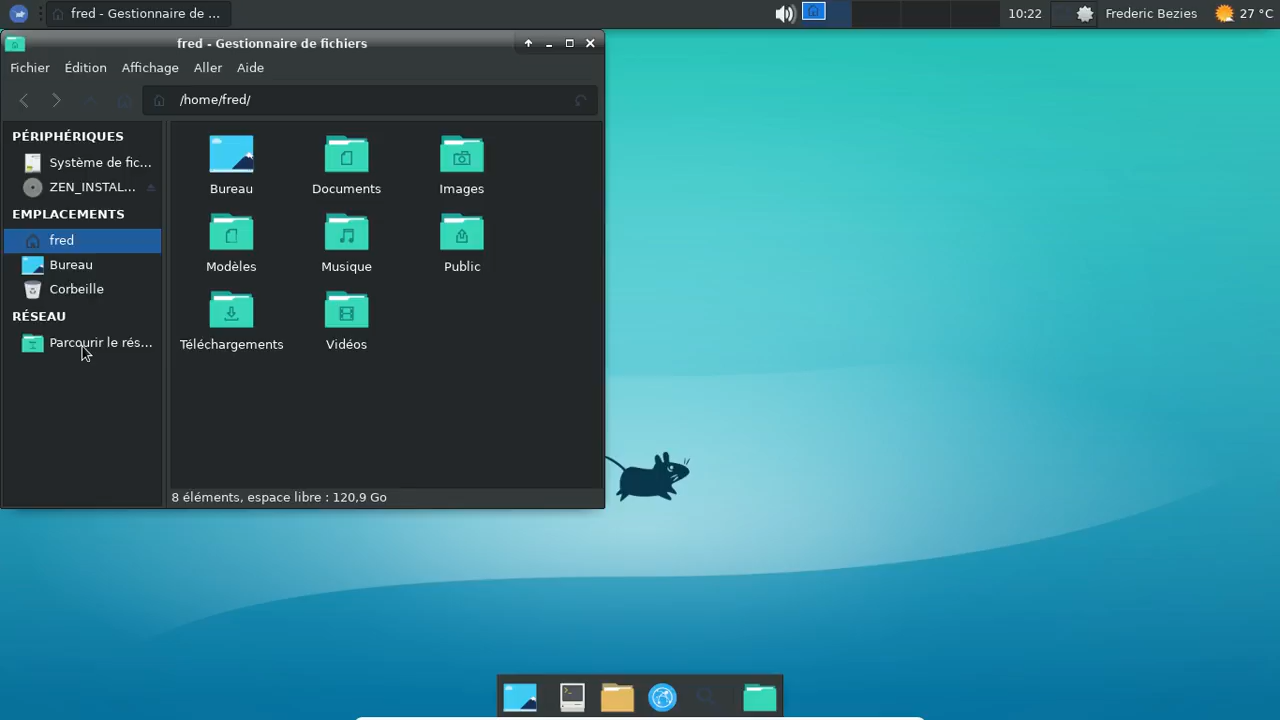 fred - Gestionnaire de ...
10:22
Frederic Bezies
27 °C
fred - Gestionnaire de fichiers
Fichier
Édition
Affichage
Aller
Aide
/home/fred/
PÉRIPHÉRIQUES
Système de fic...
ZEN_INSTAL...
EMPLACEMENTS
fred
Bureau
Corbeille
RÉSEAU
Parcourir le rés...
Bureau
Documents
Images
Modèles
Musique
Public
Téléchargements
Vidéos
8 éléments, espace libre : 120,9 Go